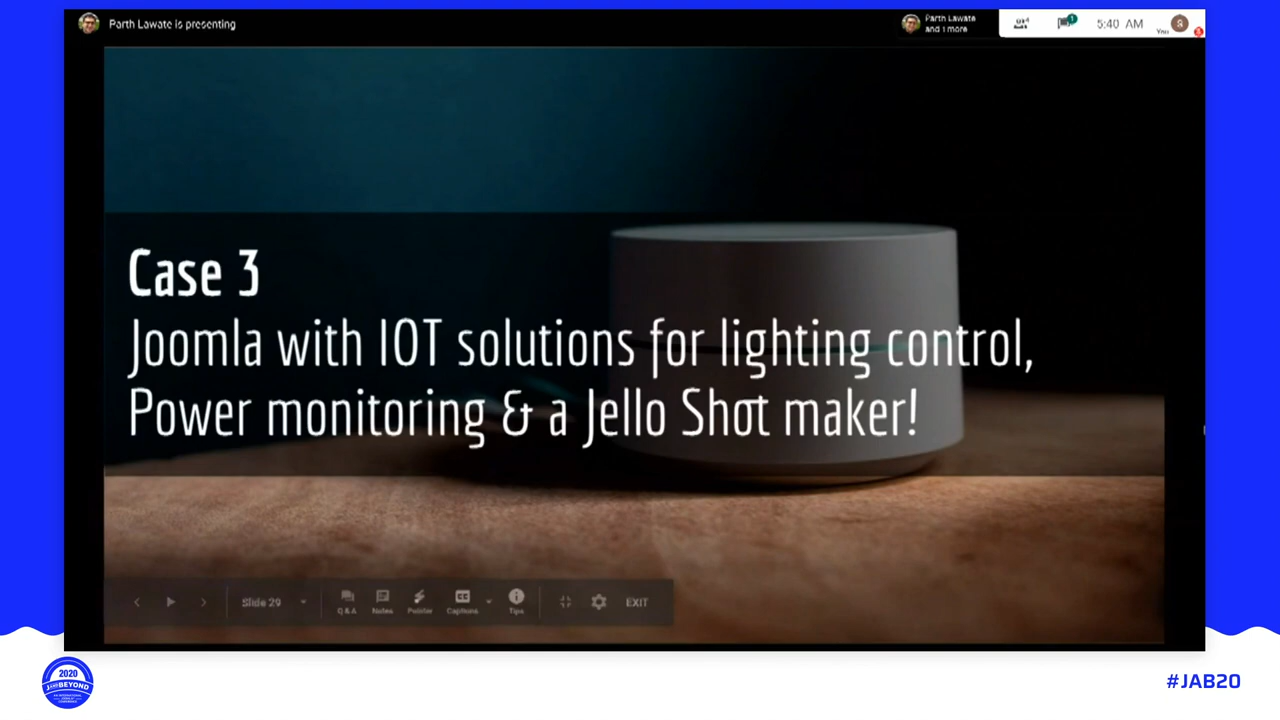 Parth Lawate is presenting
Parth Lawate
and 1 more
5:40 AM
You
S
Case 3
Joomla with IOT solutions for lighting control,
Power monitoring & a Jello Shot maker!
Slide 29
Q & A
Notes
Pointer
Captions
Tips
EXIT
2020
BEYOND
#JAB20